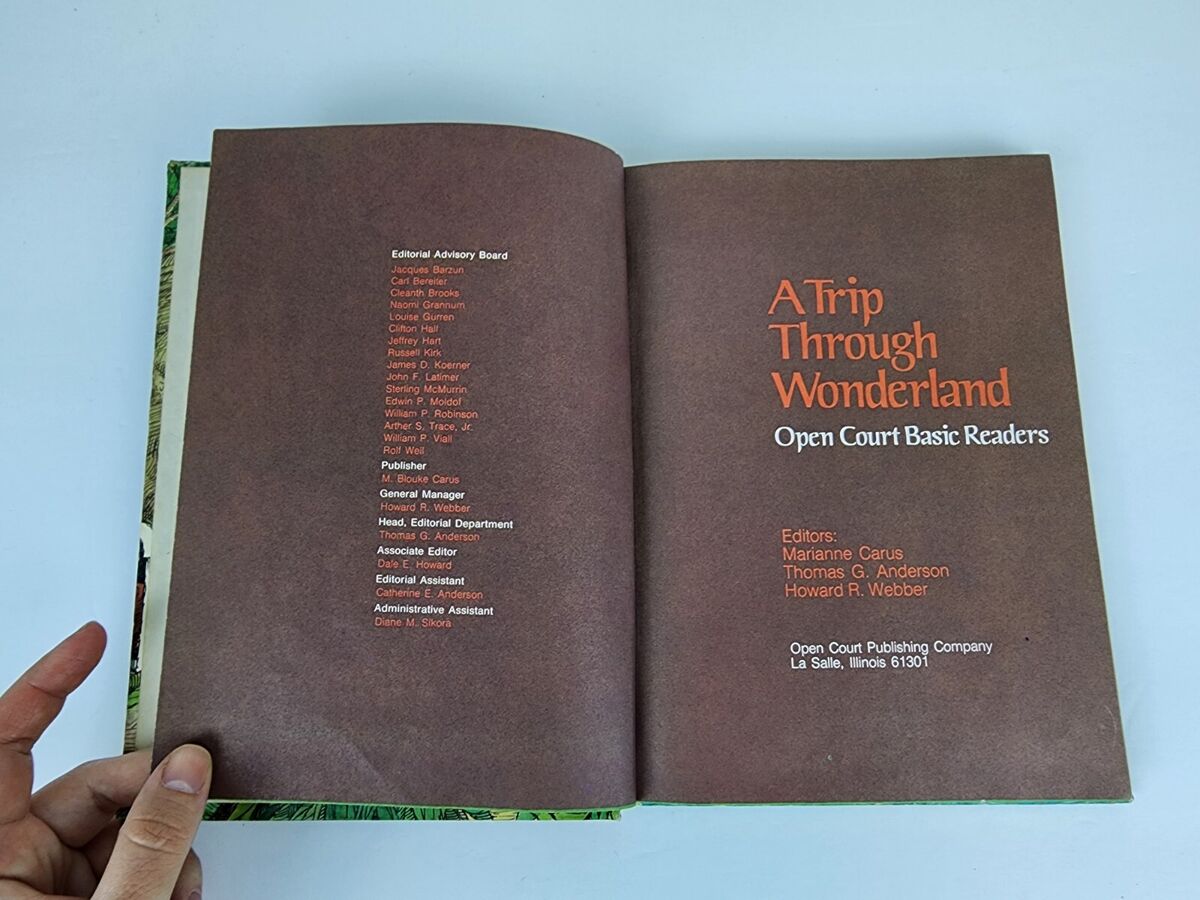 Editorial Advisory Board
Jacques Barzun
Carl Bereiter
Cleanth Brooks
Naomi Grannum
Louise Gurren
Clifton Hall
Jeffrey Hart
Russell Kirk
James D. Koerner
John F. Latimer
Sterling McMurrin
Edwin P. Moldof
William P. Robinson
Arther S. Trace, Jr.
William P. Viall
Rolf Weil
Publisher
M. Blouke Carus
General Manager
Howard R. Webber
Head, Editorial Department
Thomas G. Anderson
Associate Editor
Dale E. Howard
Editorial Assistant
Catherine E. Anderson
Administrative Assistant
Diane M. Sikora
A Trip
Through
Wonderland
Open Court Basic Readers
Editors:
Marianne Carus
Thomas G. Anderson
Howard R. Webber
Open Court Publishing Company
La Salle, Illinois 61301